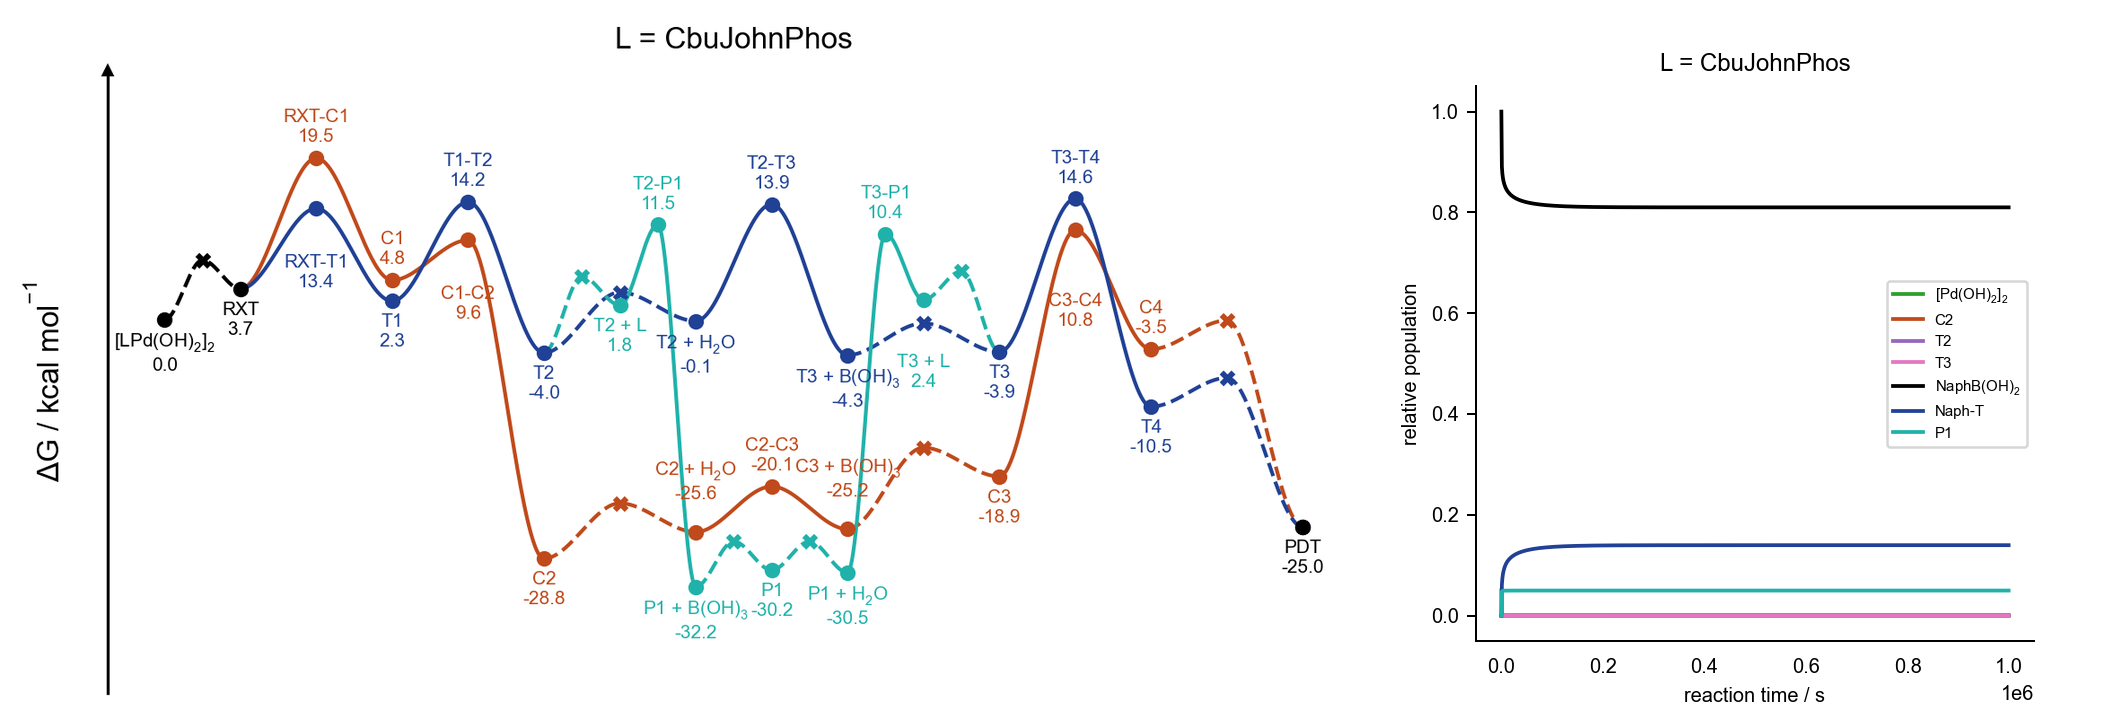 L = CbuJohnPhos
ΔG / kcal mol⁻¹
[LPd(OH)₂]₂
0.0
RXT
3.7
RXT-C1
19.5
RXT-T1
13.4
C1
4.8
T1
2.3
T1-T2
14.2
C1-C2
9.6
T2
-4.0
C2
-28.8
T2 + L
1.8
T2-P1
11.5
T2 + H₂O
-0.1
C2 + H₂O
-25.6
P1 + B(OH)₃
-32.2
T2-T3
13.9
C2-C3
-20.1
P1
-30.2
T3 + B(OH)₃
-4.3
C3 + B(OH)₃
-25.2
P1 + H₂O
-30.5
T3-P1
10.4
T3 + L
2.4
T3
-3.9
C3
-18.9
T3-T4
14.6
C3-C4
10.8
C4
-3.5
T4
-10.5
PDT
-25.0
L = CbuJohnPhos
relative population
1.0
0.8
0.6
0.4
0.2
0.0
0.0 0.2 0.4 0.6 0.8 1.0
1e6
reaction time / s
[Pd(OH)₂]₂
C2
T2
T3
NaphB(OH)₂
Naph-T
P1